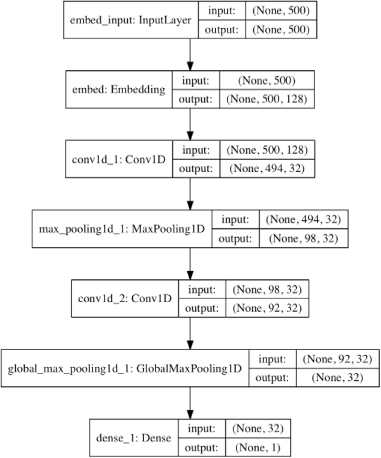 embed_input: InputLayer
input: (None, 500)
output: (None, 500)
embed: Embedding
input: (None, 500)
output: (None, 500, 128)
conv1d_1: Conv1D
input: (None, 500, 128)
output: (None, 494, 32)
max_pooling1d_1: MaxPooling1D
input: (None, 494, 32)
output: (None, 98, 32)
conv1d_2: Conv1D
input: (None, 98, 32)
output: (None, 92, 32)
global_max_pooling1d_1: GlobalMaxPooling1D
input: (None, 92, 32)
output: (None, 32)
dense_1: Dense
input: (None, 32)
output: (None, 1)